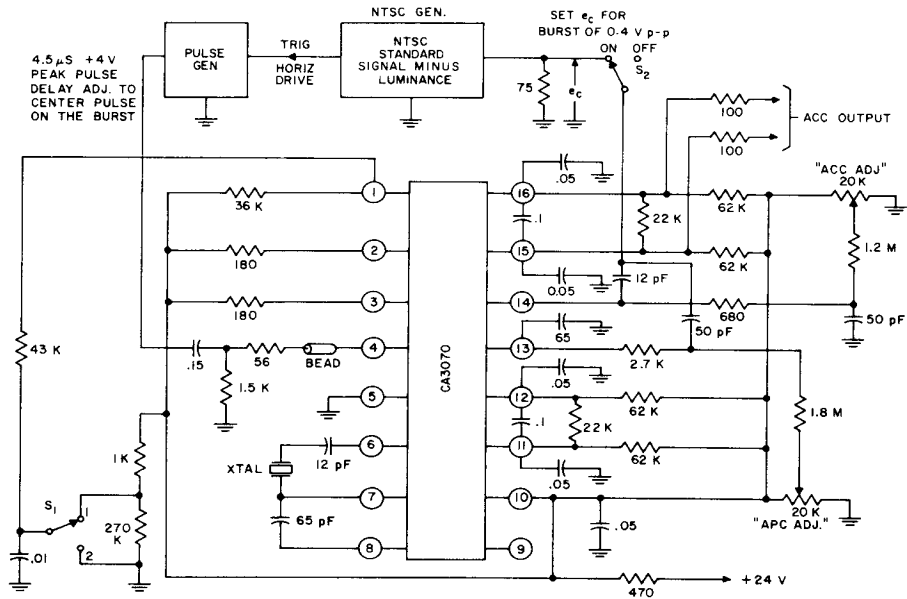 NTSC GEN.
SET e_c FOR
BURST OF 0.4 V p-p
ON OFF
S2
4.5 µS +4V
PEAK PULSE
DELAY ADJ. TO
CENTER PULSE
ON THE BURST
PULSE
GEN
TRIG
HORIZ
DRIVE
NTSC
STANDARD
SIGNAL MINUS
LUMINANCE
75
e_c
100
100
ACC OUTPUT
.05
"ACC ADJ"
20K
1
36 K
16
62 K
.1
22 K
1.2 M
2
180
15
62 K
0.05
12 pF
3
180
14
680
50 pF
50 pF
43 K
65
13
2.7 K
.15
56
BEAD
4
1.5 K
CA3070
.05
5
12
62 K
.1
22 K
1.8 M
1K
6
12 pF
XTAL
11
62 K
.05
S1
1
270
K
2
.01
7
65 pF
10
20K
"APC ADJ."
.05
8
9
470
+24 V